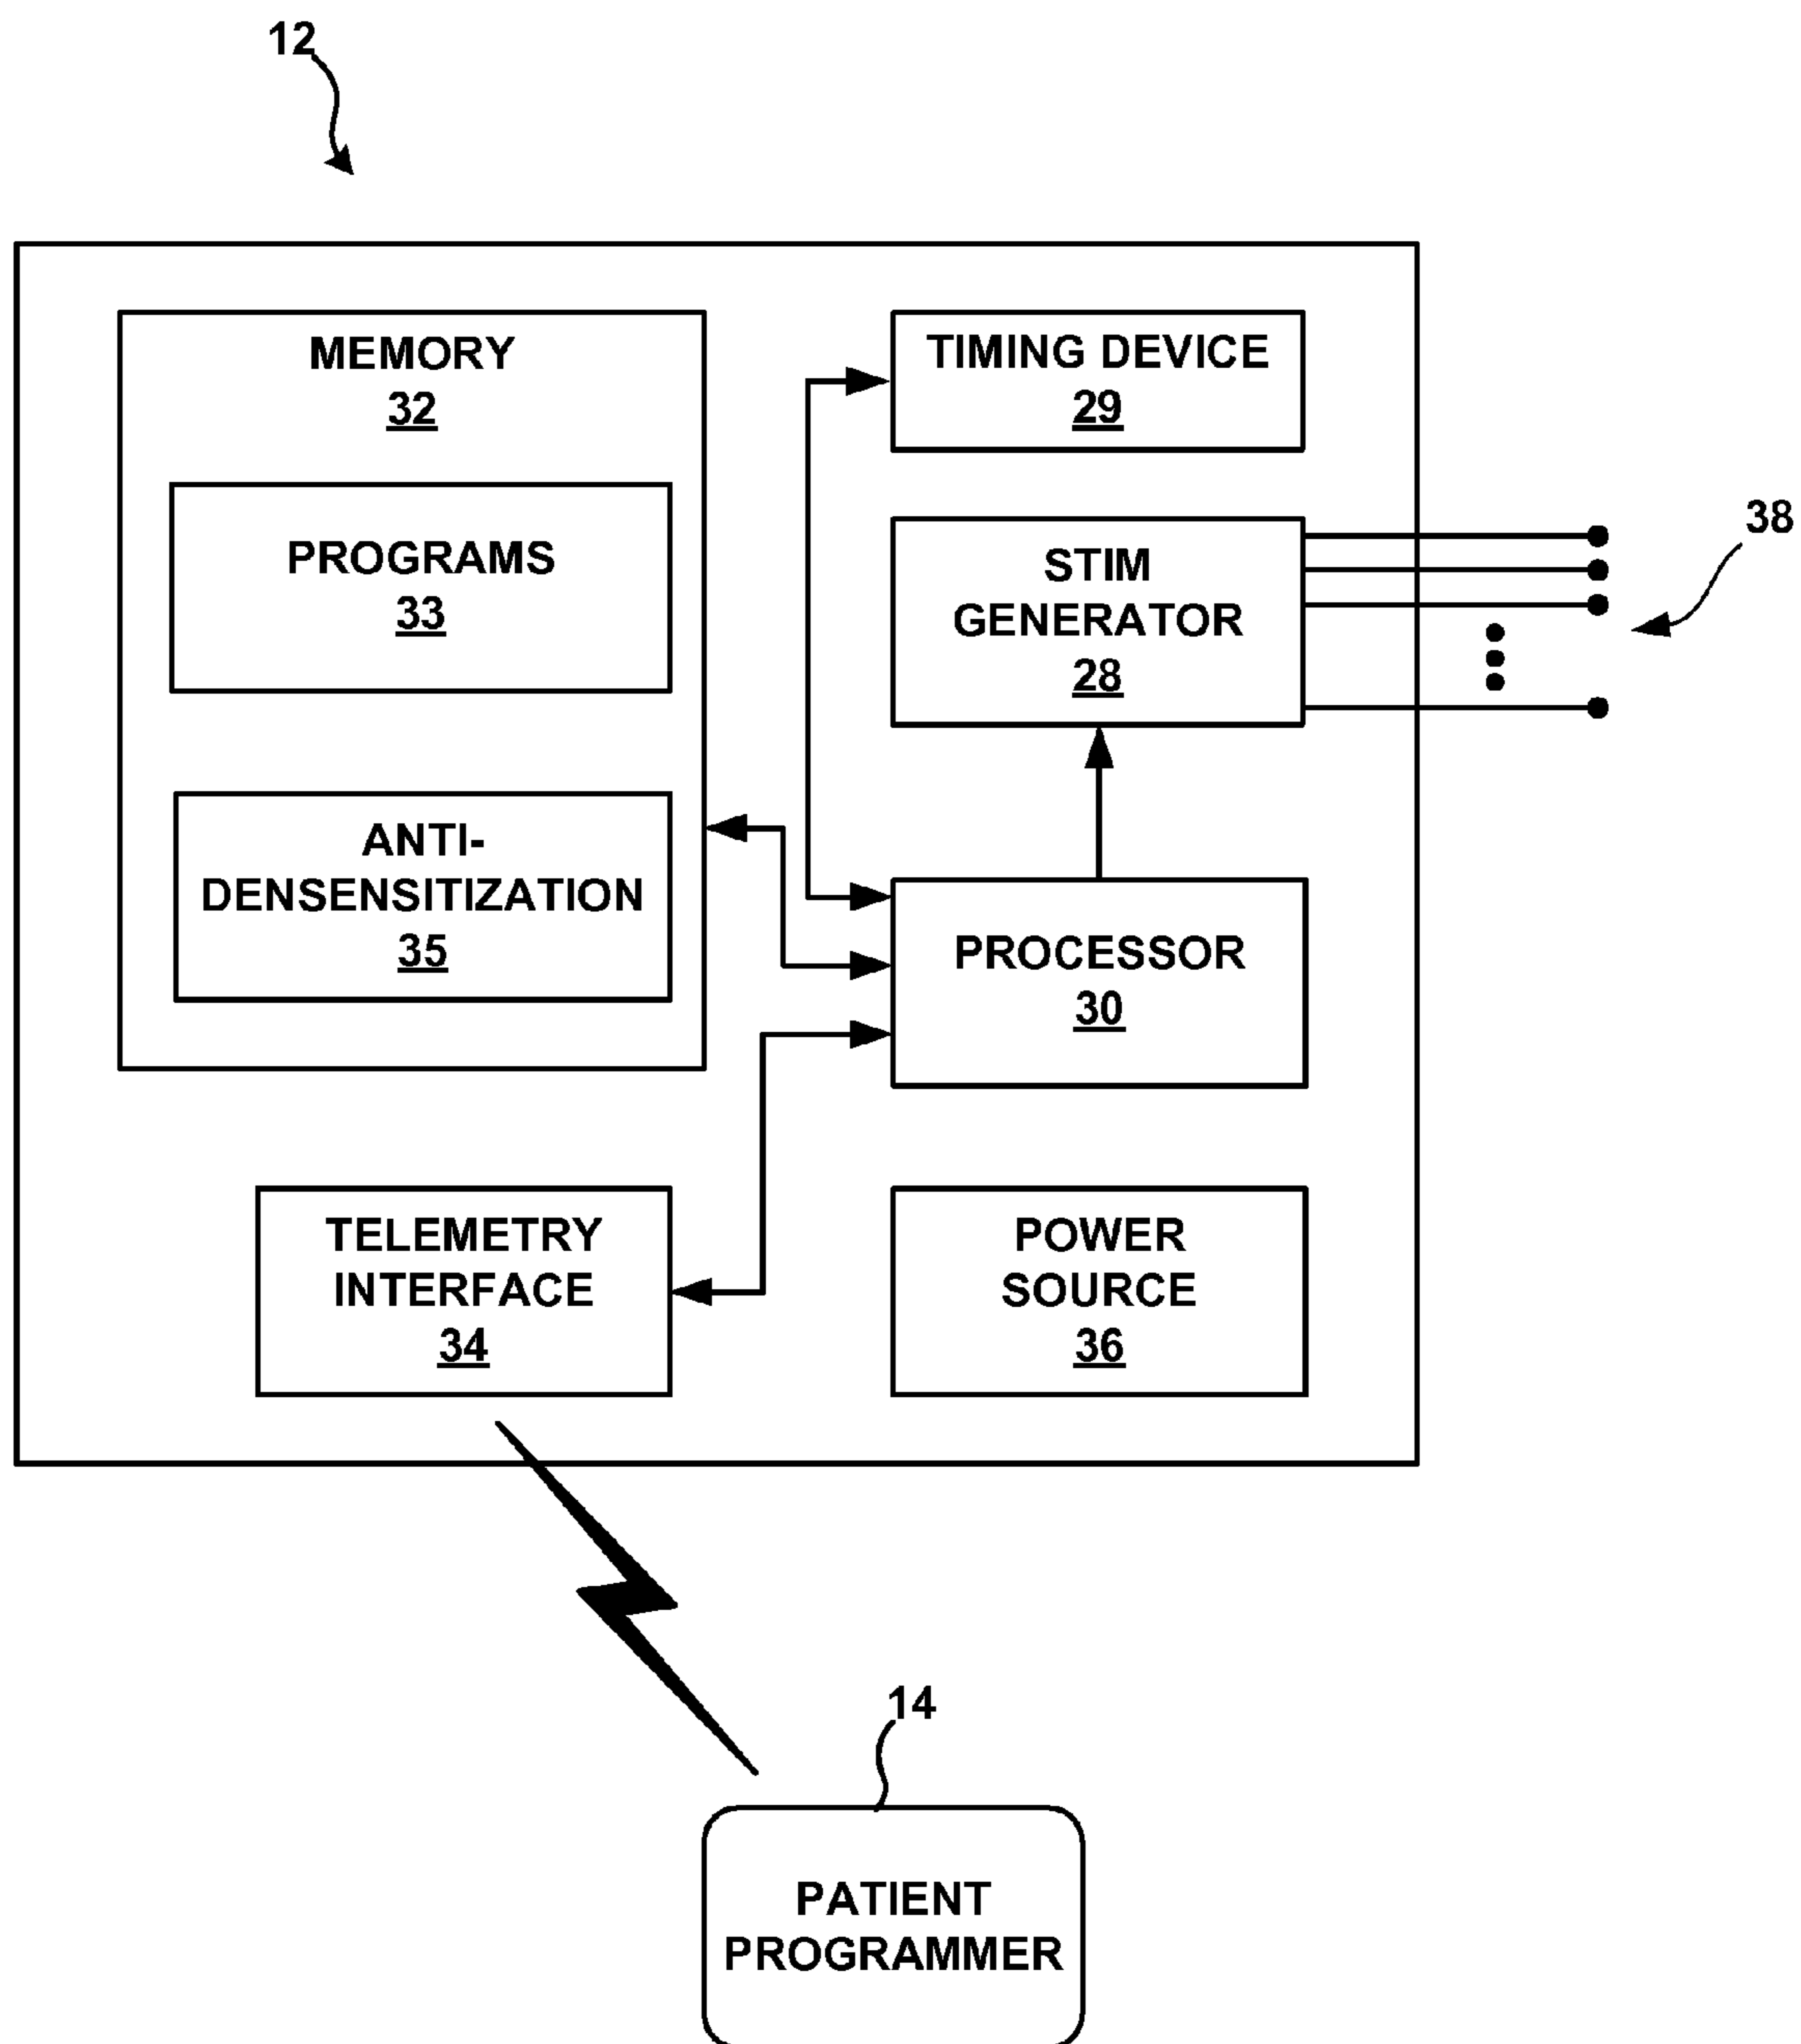 12
MEMORY
32
PROGRAMS
33
ANTI-
DENSENSITIZATION
35
TIMING DEVICE
29
STIM
GENERATOR
28
38
PROCESSOR
30
TELEMETRY
INTERFACE
34
POWER
SOURCE
36
14
PATIENT
PROGRAMMER